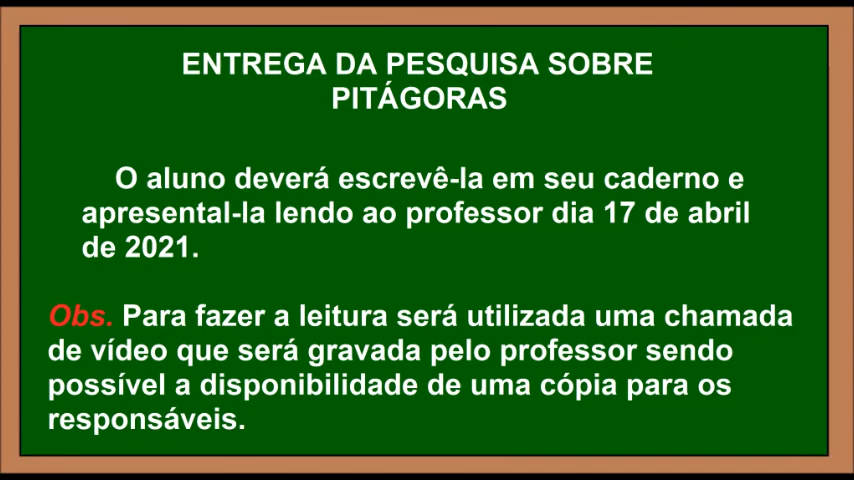 ENTREGA DA PESQUISA SOBRE
PITÁGORAS
O aluno deverá escrevê-la em seu caderno e
apresental-la lendo ao professor dia 17 de abril
de 2021.
Obs. Para fazer a leitura será utilizada uma chamada
de vídeo que será gravada pelo professor sendo
possível a disponibilidade de uma cópia para os
responsáveis.